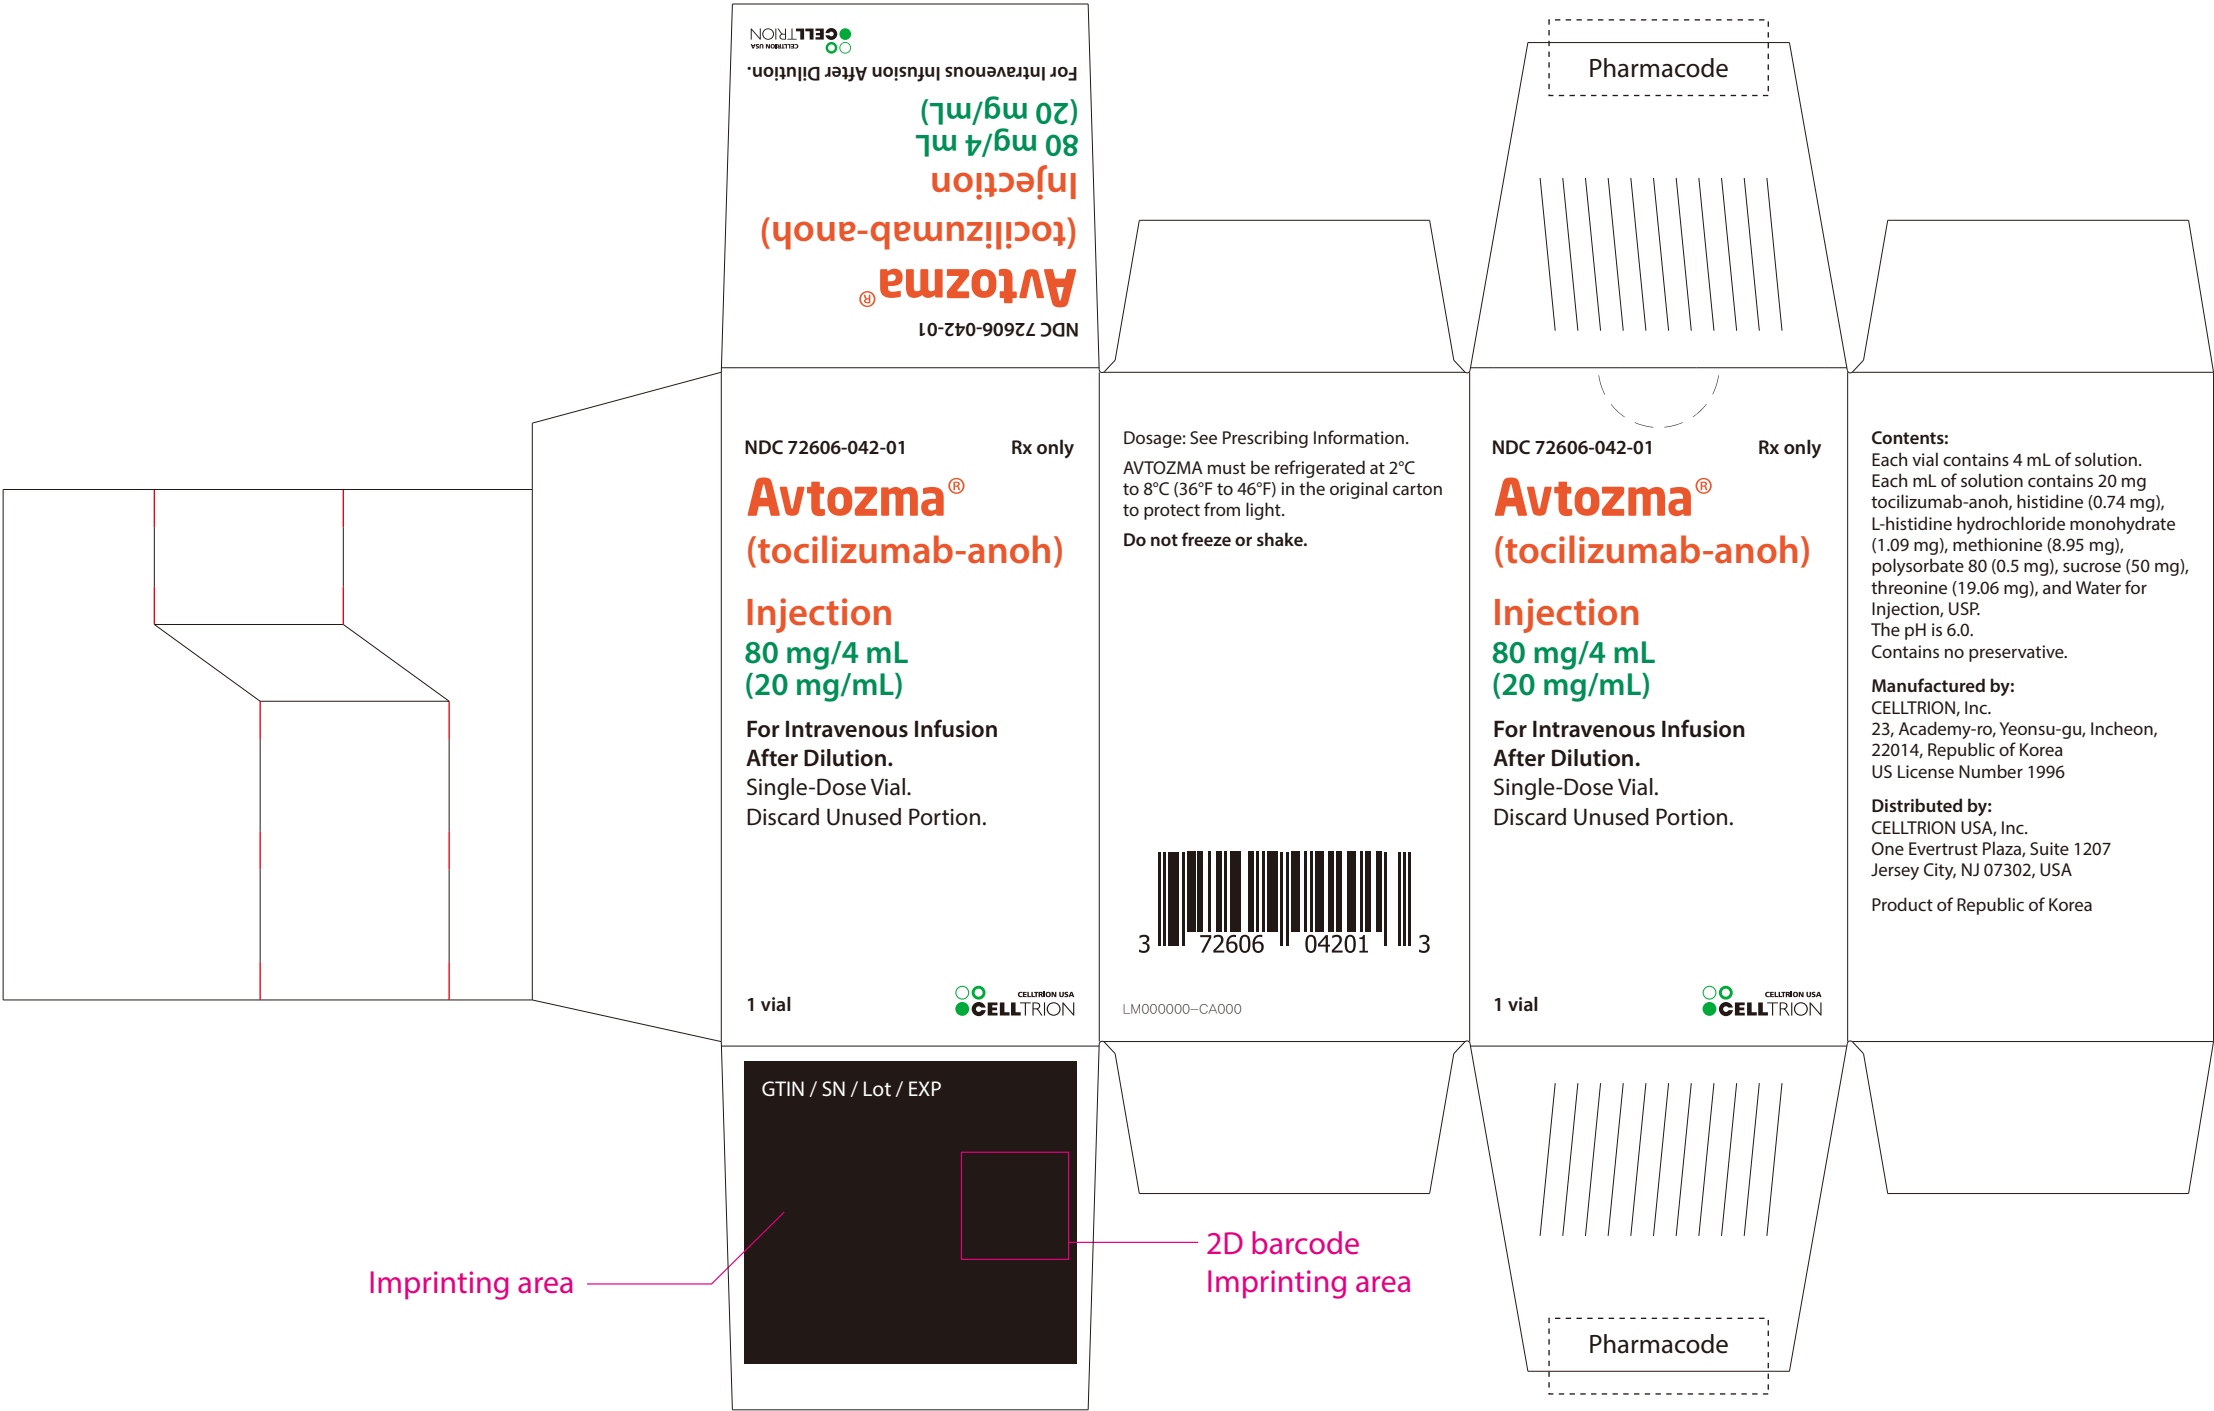 CELLTRION USA
CELLTRION
For Intravenous Infusion After Dilution.
(20 mg/mL)
80 mg/4 mL
Injection
(tocilizumab-anoh)
Avtozma®
NDC 72606-042-01
Pharmacode
NDC 72606-042-01 Rx only
Avtozma®
(tocilizumab-anoh)
Injection
80 mg/4 mL
(20 mg/mL)
For Intravenous Infusion
After Dilution.
Single-Dose Vial.
Discard Unused Portion.
1 vial
CELLTRION USA
CELLTRION
Dosage: See Prescribing Information.
AVTOZMA must be refrigerated at 2°C
to 8°C (36°F to 46°F) in the original carton
to protect from light.
Do not freeze or shake.
3 72606 04201 3
LM000000-CA000
NDC 72606-042-01 Rx only
Avtozma®
(tocilizumab-anoh)
Injection
80 mg/4 mL
(20 mg/mL)
For Intravenous Infusion
After Dilution.
Single-Dose Vial.
Discard Unused Portion.
1 vial
CELLTRION USA
CELLTRION
Contents:
Each vial contains 4 mL of solution.
Each mL of solution contains 20 mg
tocilizumab-anoh, histidine (0.74 mg),
L-histidine hydrochloride monohydrate
(1.09 mg), methionine (8.95 mg),
polysorbate 80 (0.5 mg), sucrose (50 mg),
threonine (19.06 mg), and Water for
Injection, USP.
The pH is 6.0.
Contains no preservative.
Manufactured by:
CELLTRION, Inc.
23, Academy-ro, Yeonsu-gu, Incheon,
22014, Republic of Korea
US License Number 1996
Distributed by:
CELLTRION USA, Inc.
One Evertrust Plaza, Suite 1207
Jersey City, NJ 07302, USA
Product of Republic of Korea
GTIN / SN / Lot / EXP
Imprinting area
2D barcode
Imprinting area
Pharmacode